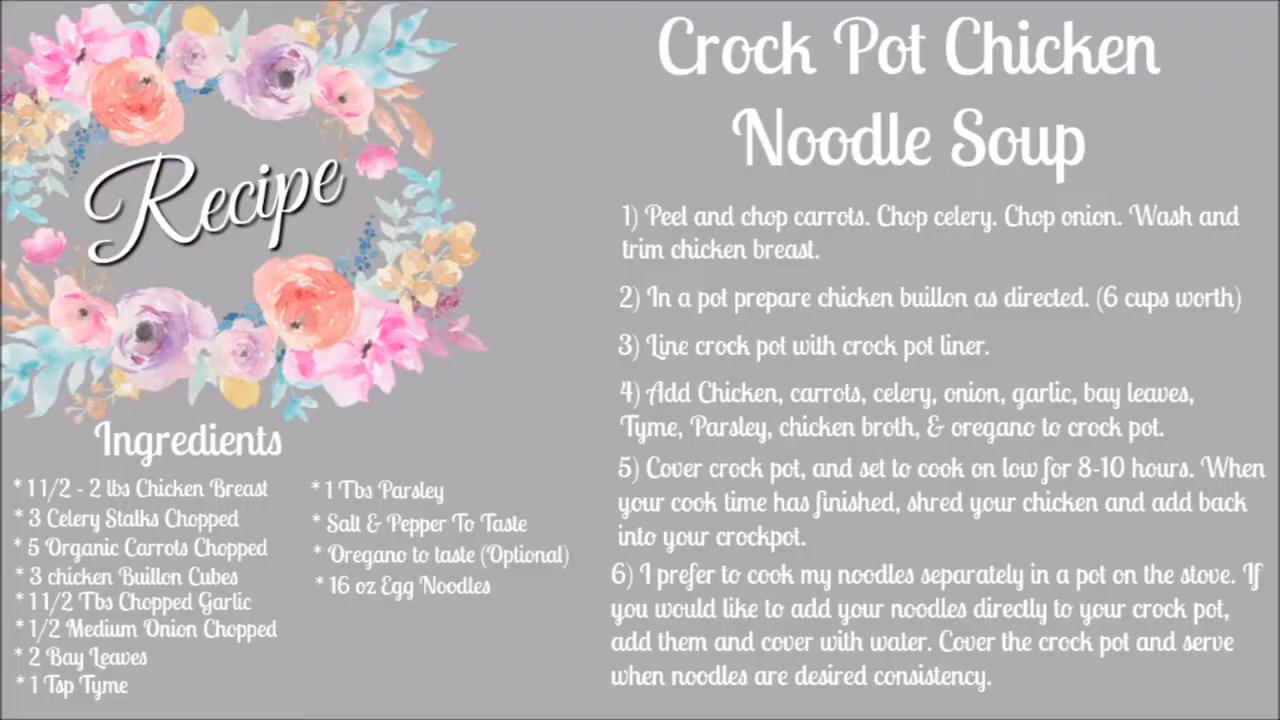 Recipe
Crock Pot Chicken
Noodle Soup
Ingredients
* 1 1/2 - 2 lbs Chicken Breast
* 3 Celery Stalks Chopped
* 5 Organic Carrots Chopped
* 3 chicken Buillon Cubes
* 1 1/2 Tbs Chopped Garlic
* 1/2 Medium Onion Chopped
* 2 Bay Leaves
* 1 Tsp Tyme
* 1 Tbs Parsley
* Salt & Pepper To Taste
* Oregano to taste (Optional)
* 16 oz Egg Noodles
1) Peel and chop carrots. Chop celery. Chop onion. Wash and
trim chicken breast.
2) In a pot prepare chicken buillon as directed. (6 cups worth)
3) Line crock pot with crock pot liner.
4) Add Chicken, carrots, celery, onion, garlic, bay leaves,
Tyme, Parsley, chicken broth, & oregano to crock pot.
5) Cover crock pot, and set to cook on low for 8-10 hours. When
your cook time has finished, shred your chicken and add back
into your crockpot.
6) I prefer to cook my noodles separately in a pot on the stove. If
you would like to add your noodles directly to your crock pot,
add them and cover with water. Cover the crock pot and serve
when noodles are desired consistency.